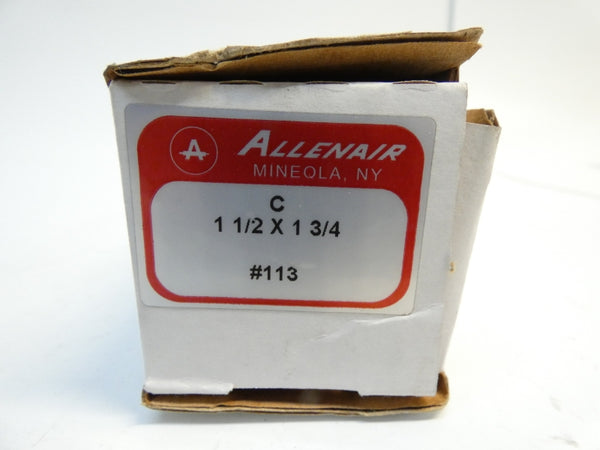 A ALLENAIR
MINEOLA, NY
C
1 1/2 X 1 3/4
#113